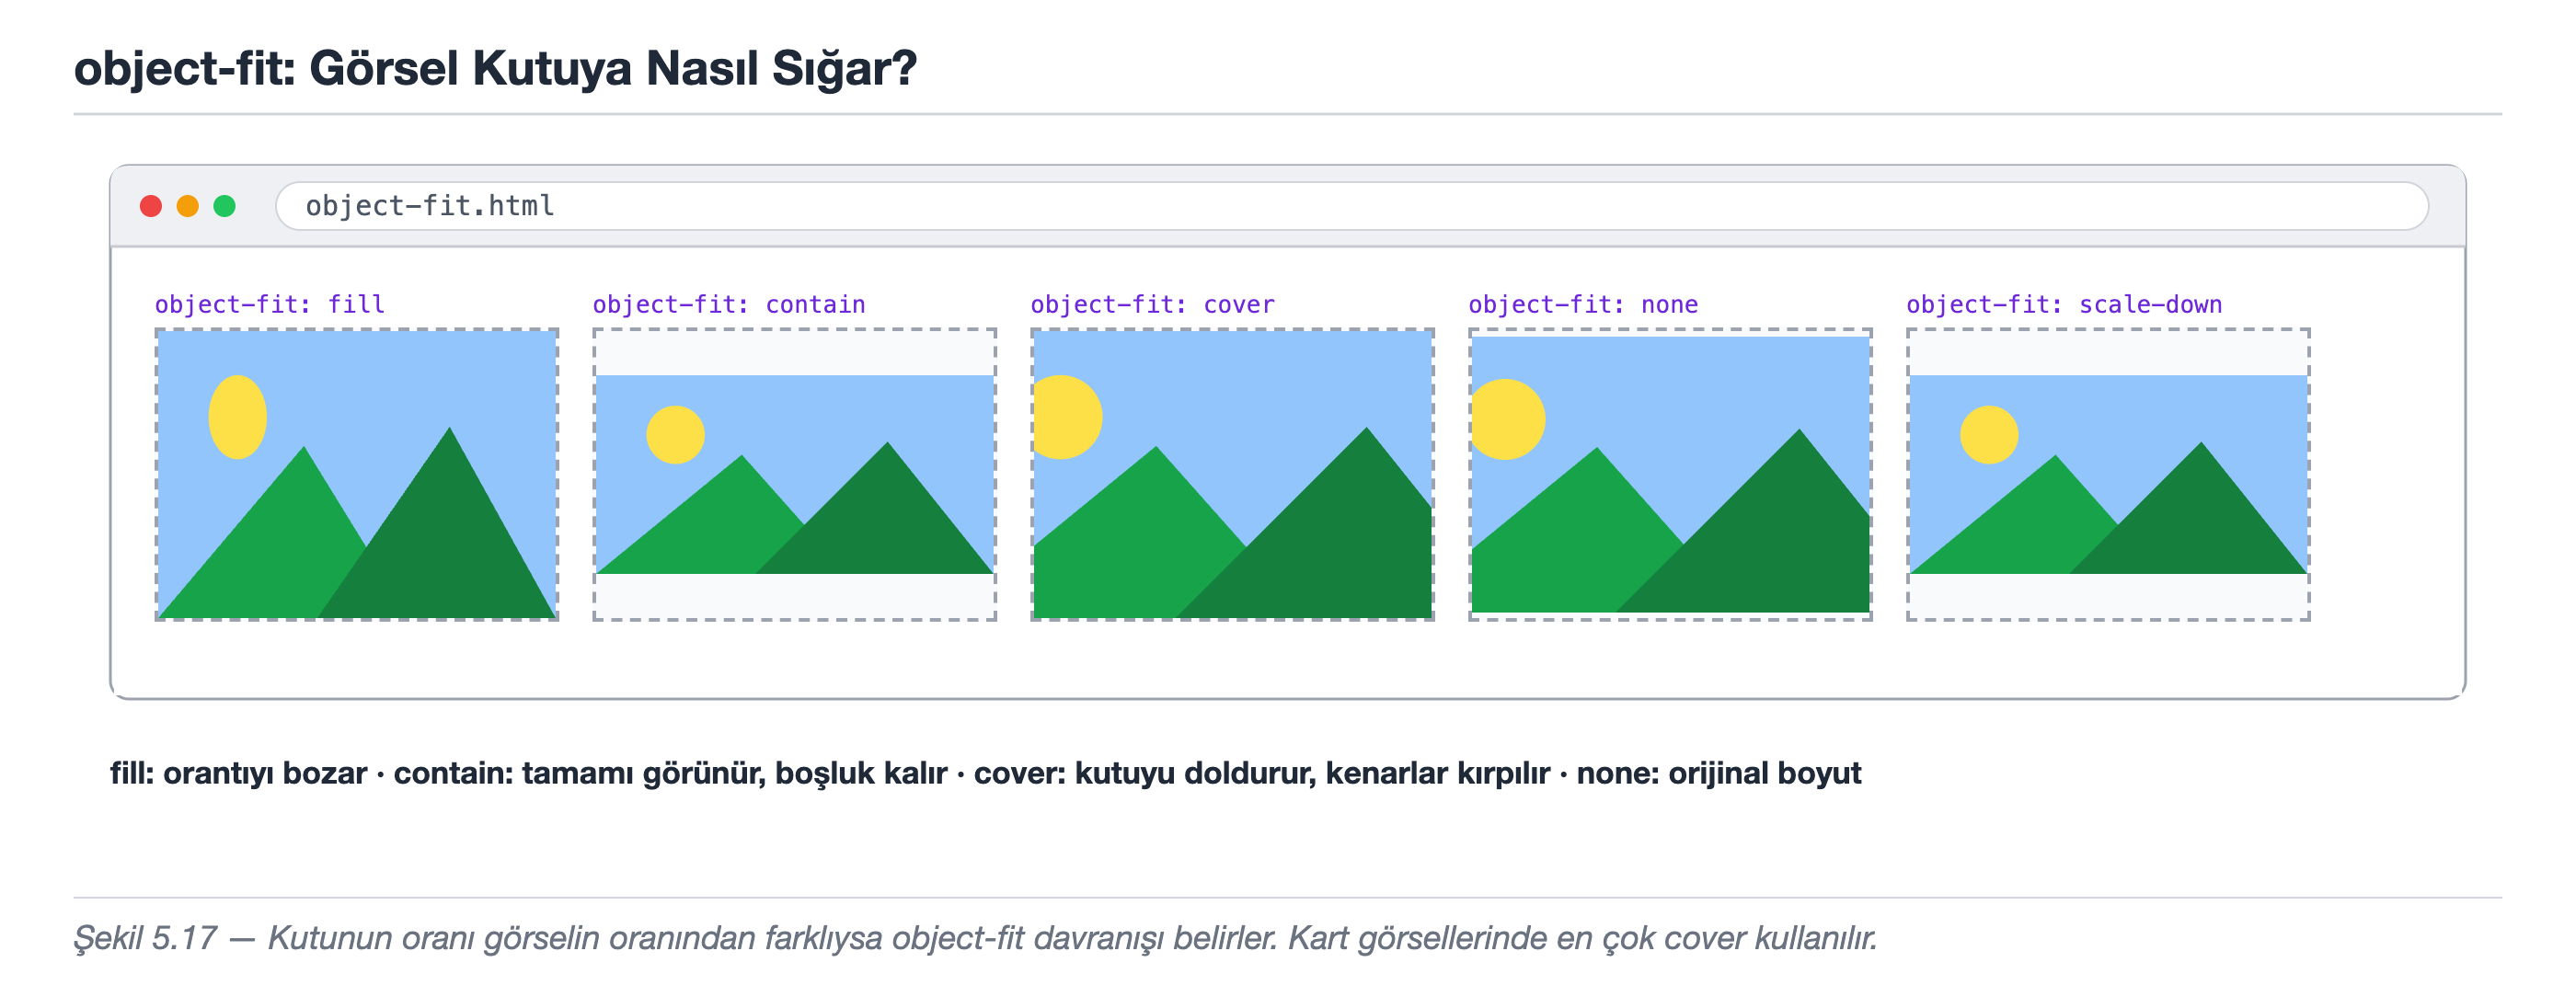 object-fit: Görsel Kutuya Nasıl Sığar?
object-fit.html
object-fit: fill
object-fit: contain
object-fit: cover
object-fit: none
object-fit: scale-down
fill: orantıyı bozar · contain: tamamı görünür, boşluk kalır · cover: kutuyu doldurur, kenarlar kırpılır · none: orijinal boyut
Şekil 5.17 — Kutunun oranı görselin oranından farklıysa object-fit davranışı belirler. Kart görsellerinde en çok cover kullanılır.